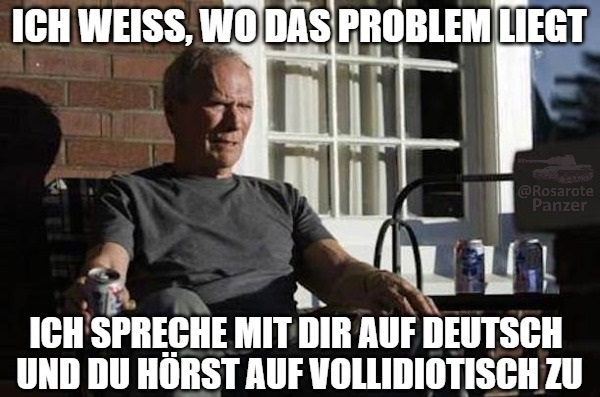 ICH WEISS, WO DAS PROBLEM LIEGT
@Rosarote
Panzer
ICH SPRECHE MIT DIR AUF DEUTSCH
UND DU HÖRST AUF VOLLIDIOTISCH ZU